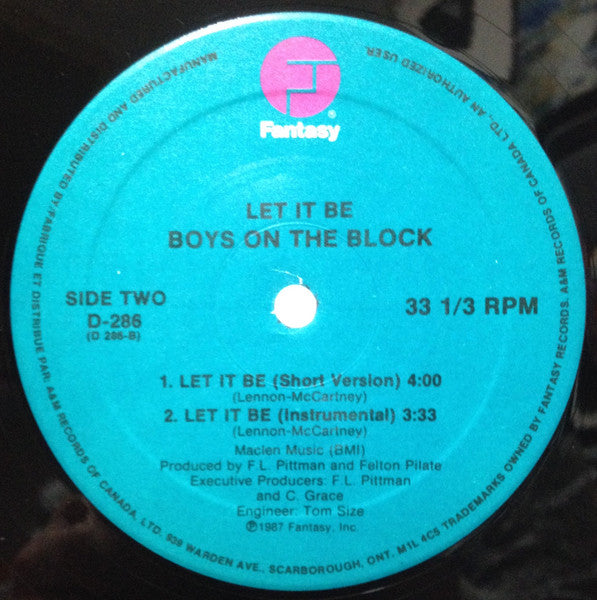 Fantasy
®
LET IT BE
BOYS ON THE BLOCK
SIDE TWO
D-286
(D 286-B)
33 1/3 RPM
1. LET IT BE (Short Version) 4:00
(Lennon-McCartney)
2. LET IT BE (Instrumental) 3:33
(Lennon-McCartney)
Maclen Music (BMI)
Produced by F.L. Pittman and Felton Pilate
Executive Producers: F.L. Pittman
and C. Grace
Engineer: Tom Size
℗1987 Fantasy, Inc.
MANUFACTURED AND DISTRIBUTED BY/FABRIQUE ET DISTRIBUE PAR: A&M RECORDS OF CANADA, LTD. 939 WARDEN AVE., SCARBOROUGH, ONT. M1L 4C5 TRADEMARKS OWNED BY FANTASY RECORDS. A&M RECORDS OF CANADA LTD., AN AUTHORIZED USER.